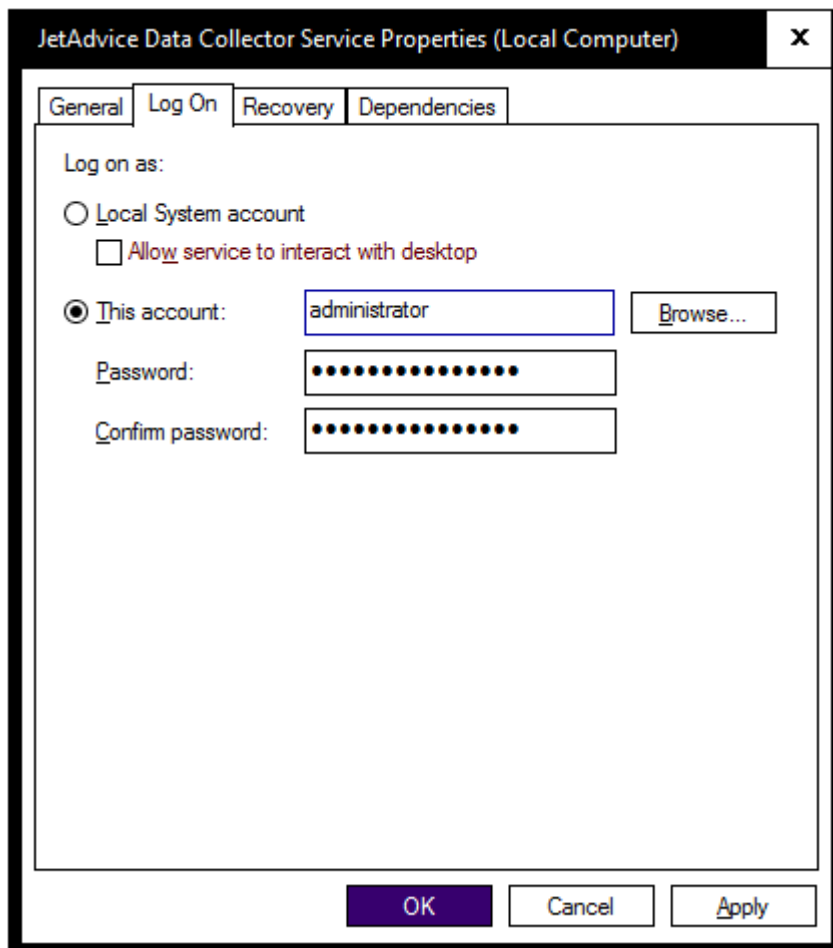 JetAdvice Data Collector Service Properties (Local Computer) x
General Log On Recovery Dependencies
Log on as:
Local System account
Allow service to interact with desktop
This account: administrator Browse...
Password: •••••••••••••••
Confirm password: •••••••••••••••
OK Cancel Apply